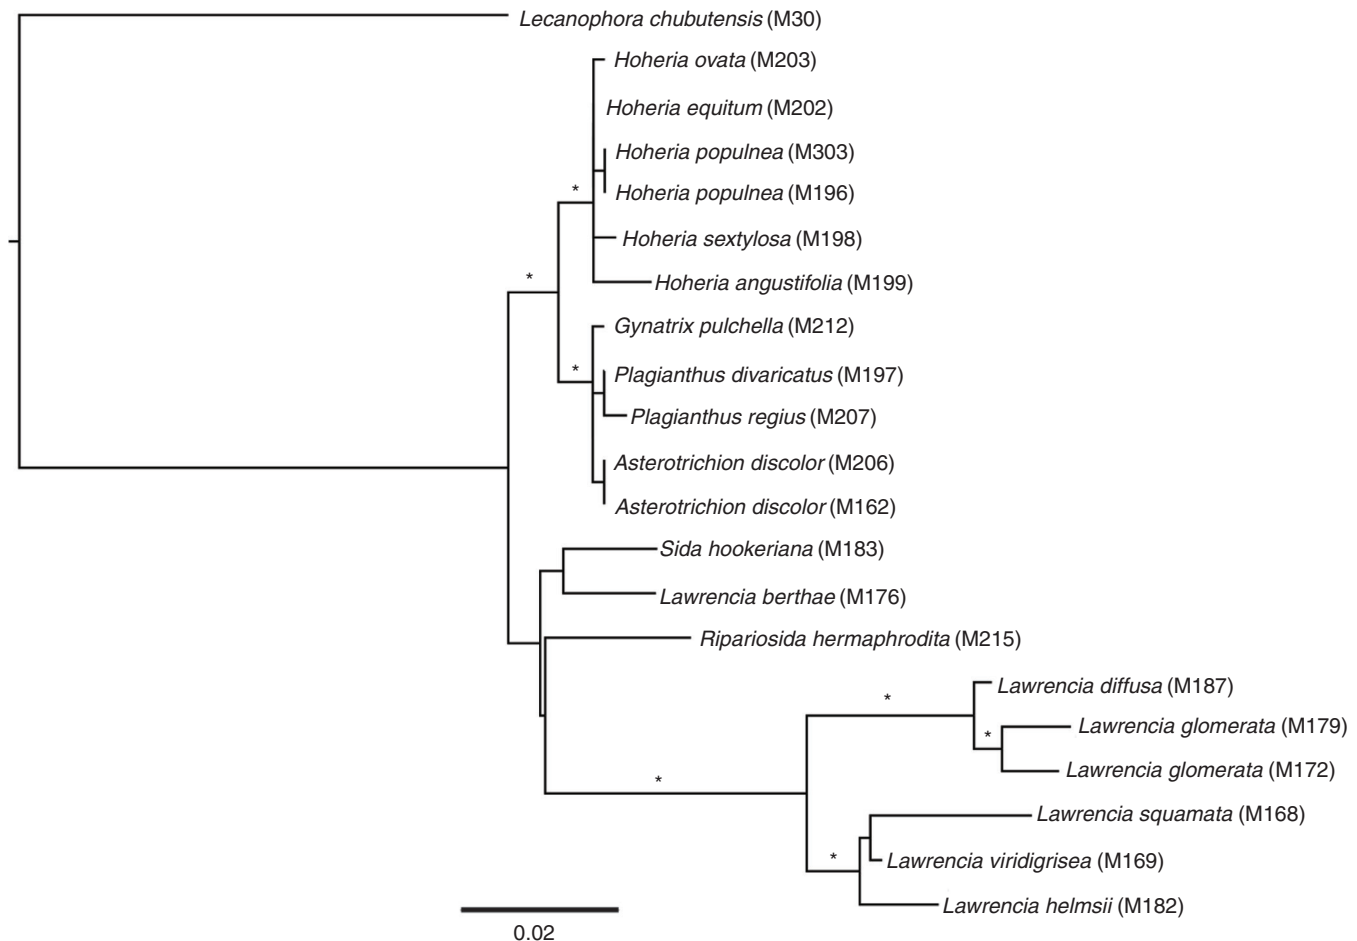 Lecanophora chubutensis (M30)
Hoheria ovata (M203)
Hoheria equitum (M202)
Hoheria populnea (M303)
Hoheria populnea (M196)
*
Hoheria sextylosa (M198)
*
Hoheria angustifolia (M199)
Gynatrix pulchella (M212)
*
Plagianthus divaricatus (M197)
Plagianthus regius (M207)
Asterotrichion discolor (M206)
Asterotrichion discolor (M162)
Sida hookeriana (M183)
Lawrencia berthae (M176)
Ripariosida hermaphrodita (M215)
Lawrencia diffusa (M187)
*
Lawrencia glomerata (M179)
*
Lawrencia glomerata (M172)
*
Lawrencia squamata (M168)
*
Lawrencia viridigrisea (M169)
Lawrencia helmsii (M182)
0.02